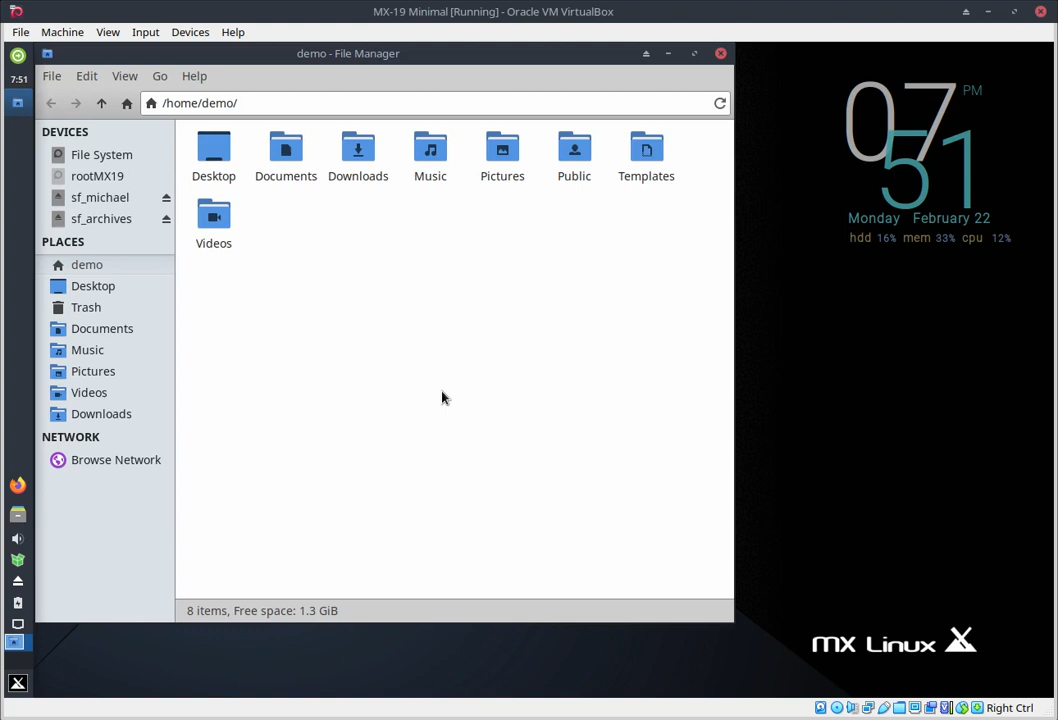 MX-19 Minimal [Running] - Oracle VM VirtualBox
File Machine View Input Devices Help
demo - File Manager
7:51
File Edit View Go Help
/home/demo/
DEVICES
File System
rootMX19
sf_michael
sf_archives
PLACES
demo
Desktop
Trash
Documents
Music
Pictures
Videos
Downloads
NETWORK
Browse Network
Desktop Documents Downloads Music Pictures Public Templates
Videos
8 items, Free space: 1.3 GiB
07 PM
51
Monday February 22
hdd 16% mem 33% cpu 12%
MX Linux
Right Ctrl